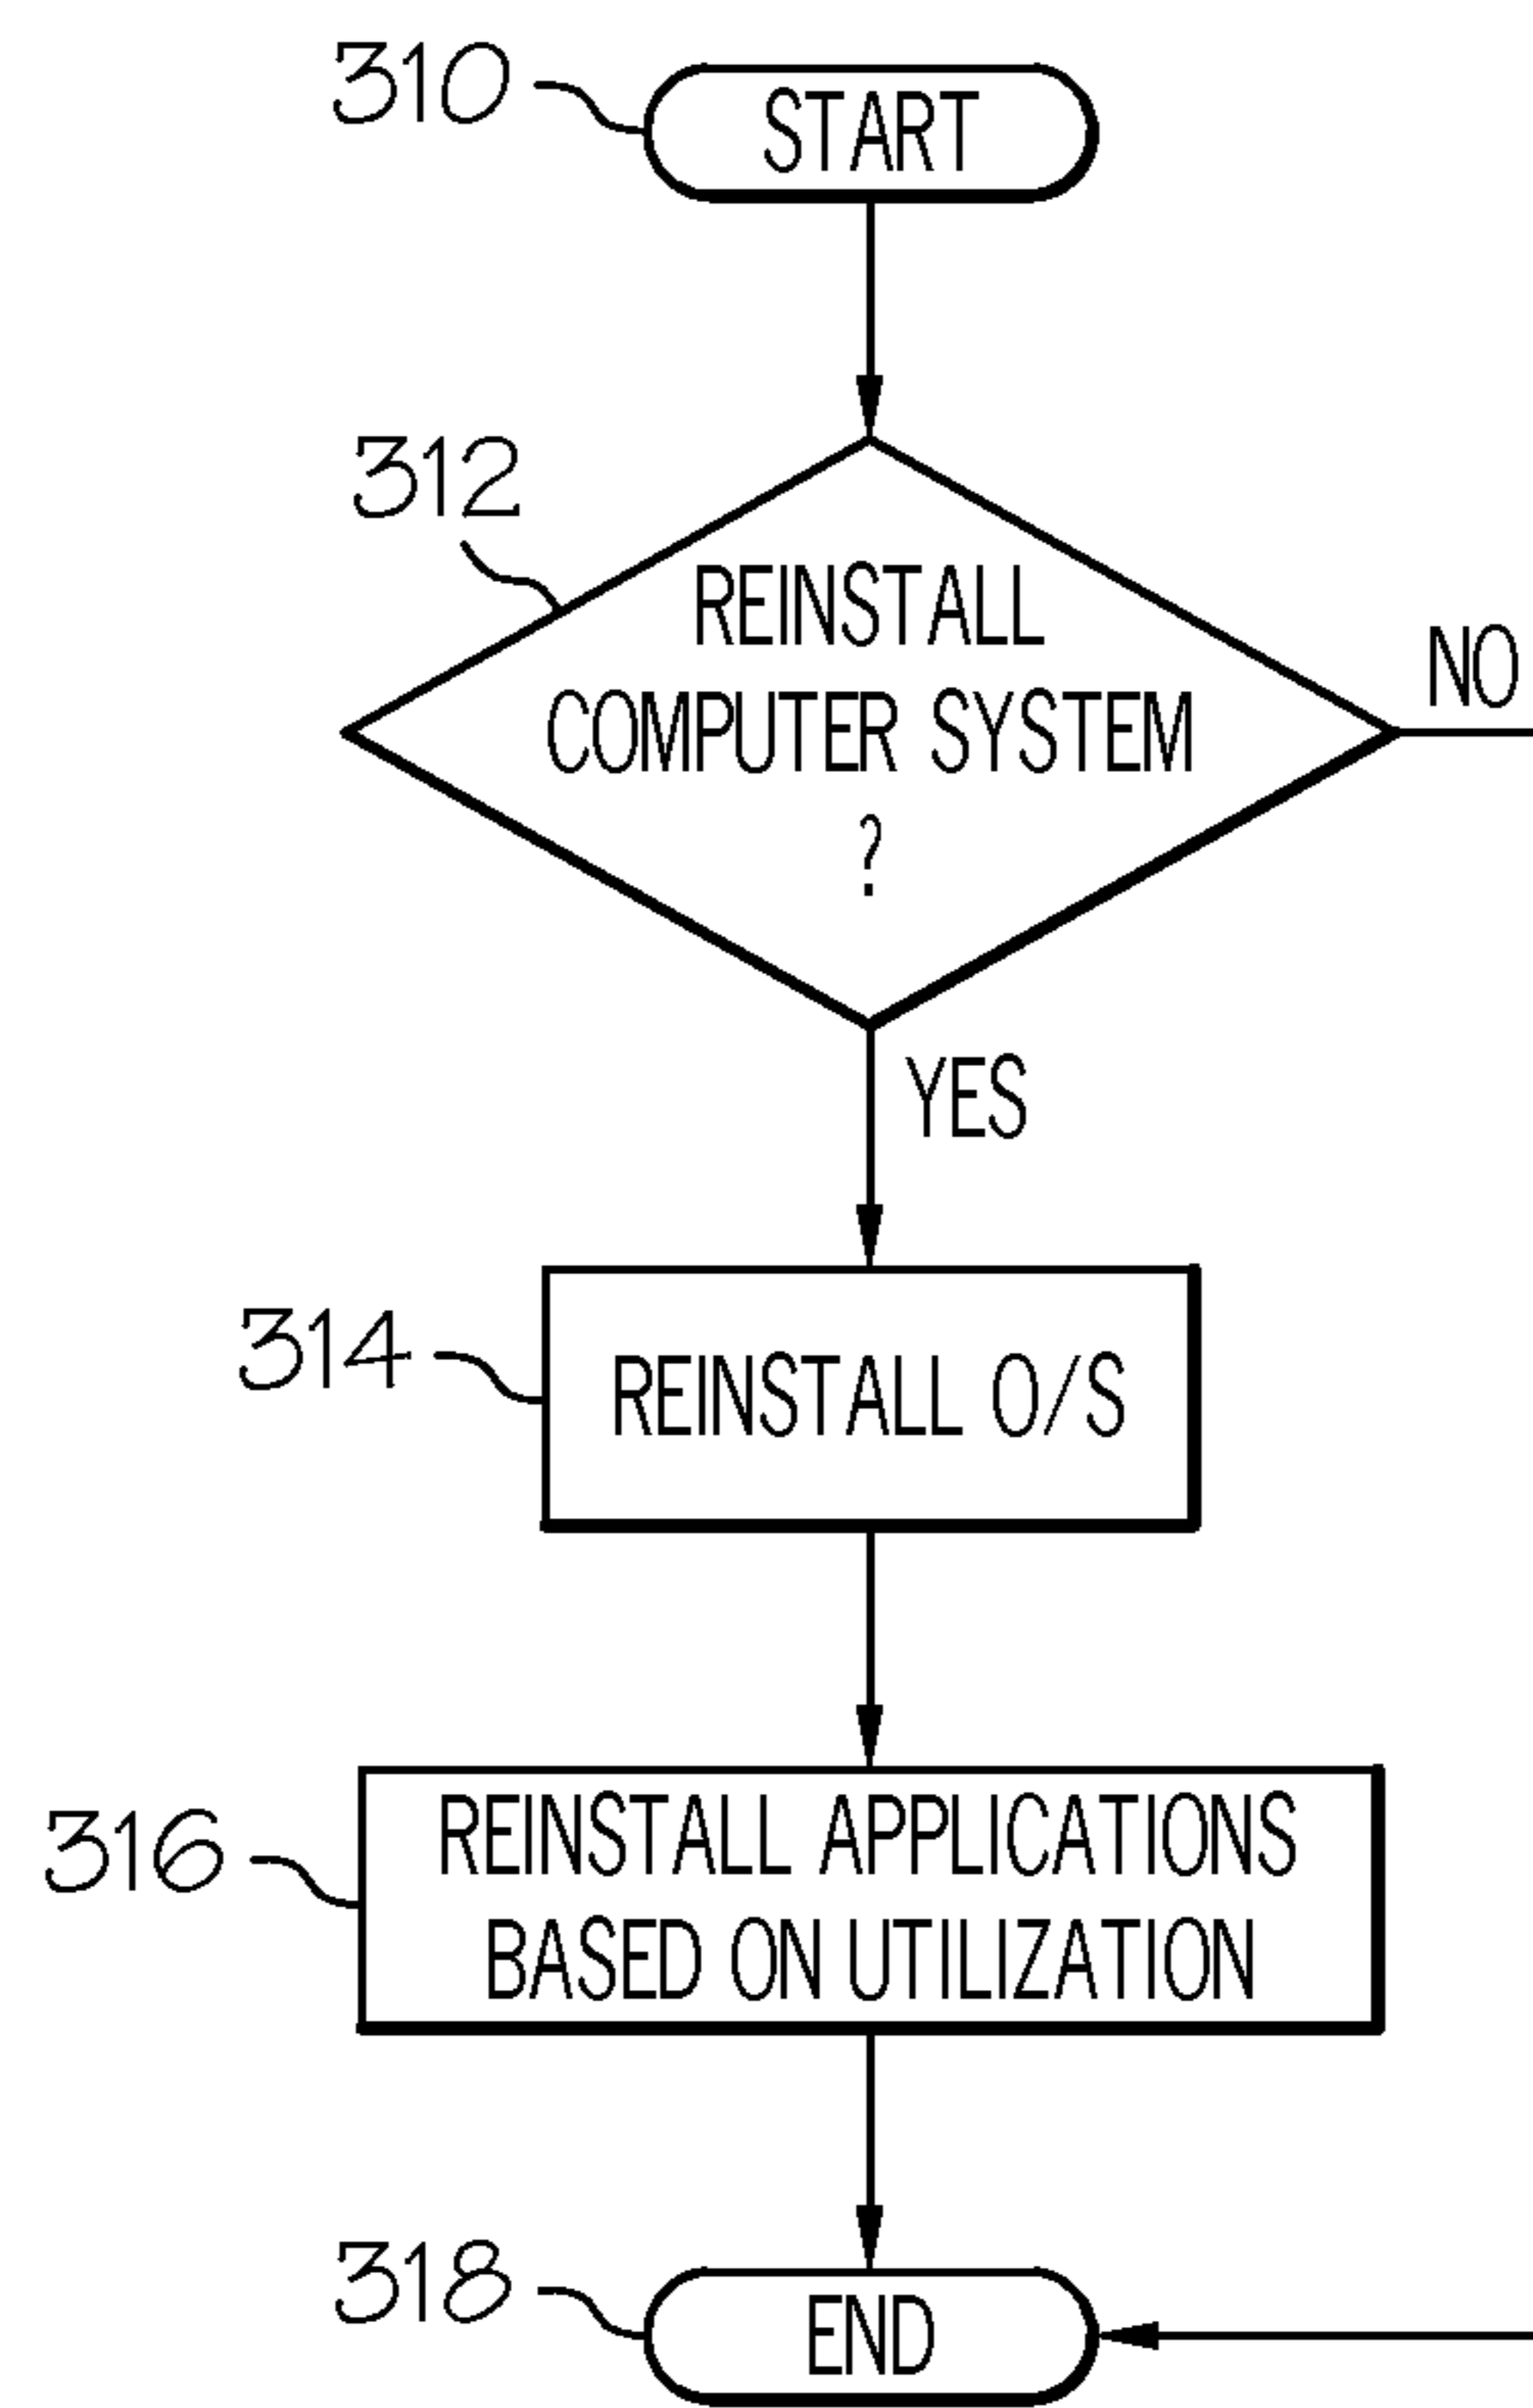 310
START
312
REINSTALL
COMPUTER SYSTEM
?
NO
YES
314
REINSTALL O/S
316
REINSTALL APPLICATIONS
BASED ON UTILIZATION
318
END